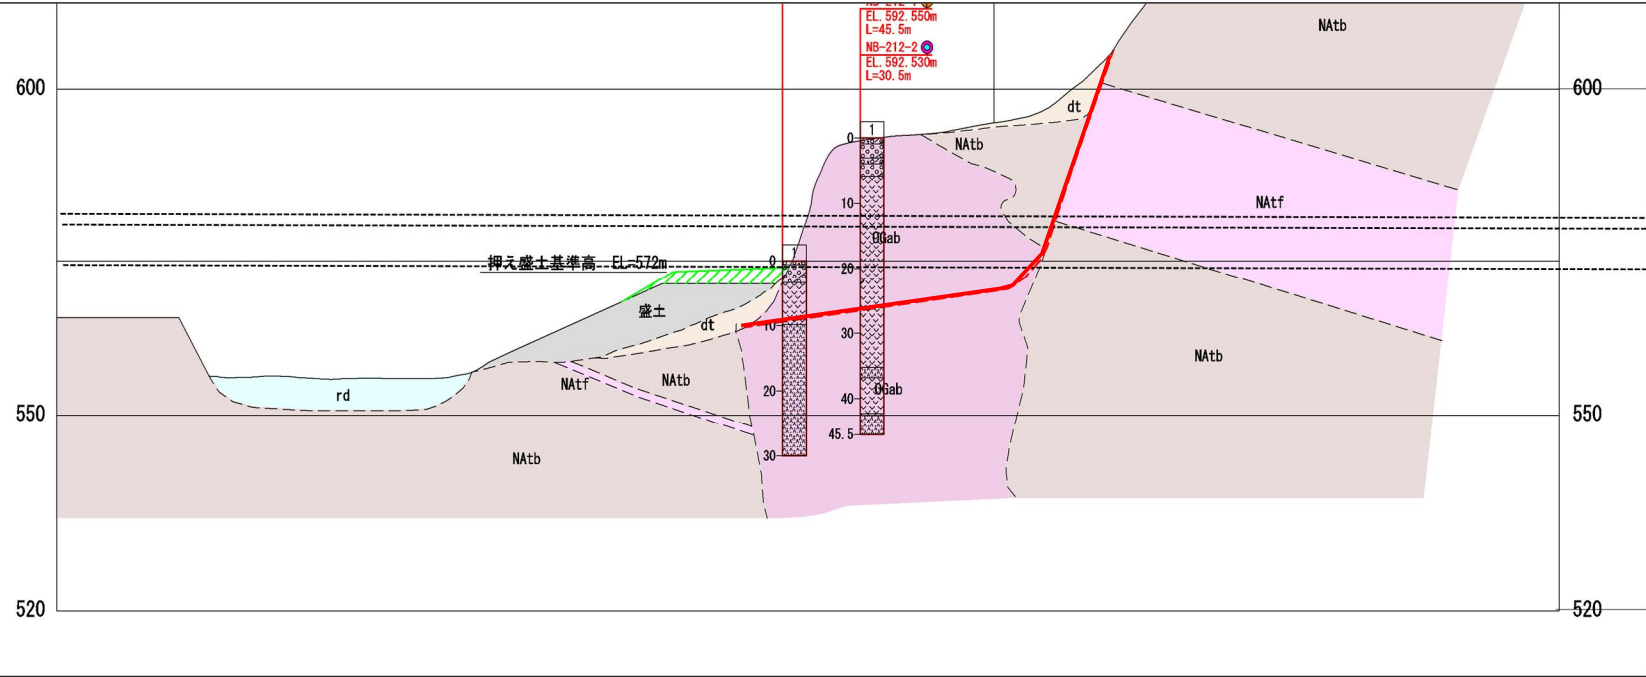 EL. 592. 550m
L=45. 5m
NB-212-2
EL. 592. 530m
L=30. 5m
NAtb
600
600
dt
1
0
NAtb
10
NAtf
OGab
1
押え盛土基準高 EL=572m
0
20
盛土
dt
10
30
NAtb
NAtf
NAtb
rd
20
OGab
40
550
550
45. 5
30
NAtb
520
520